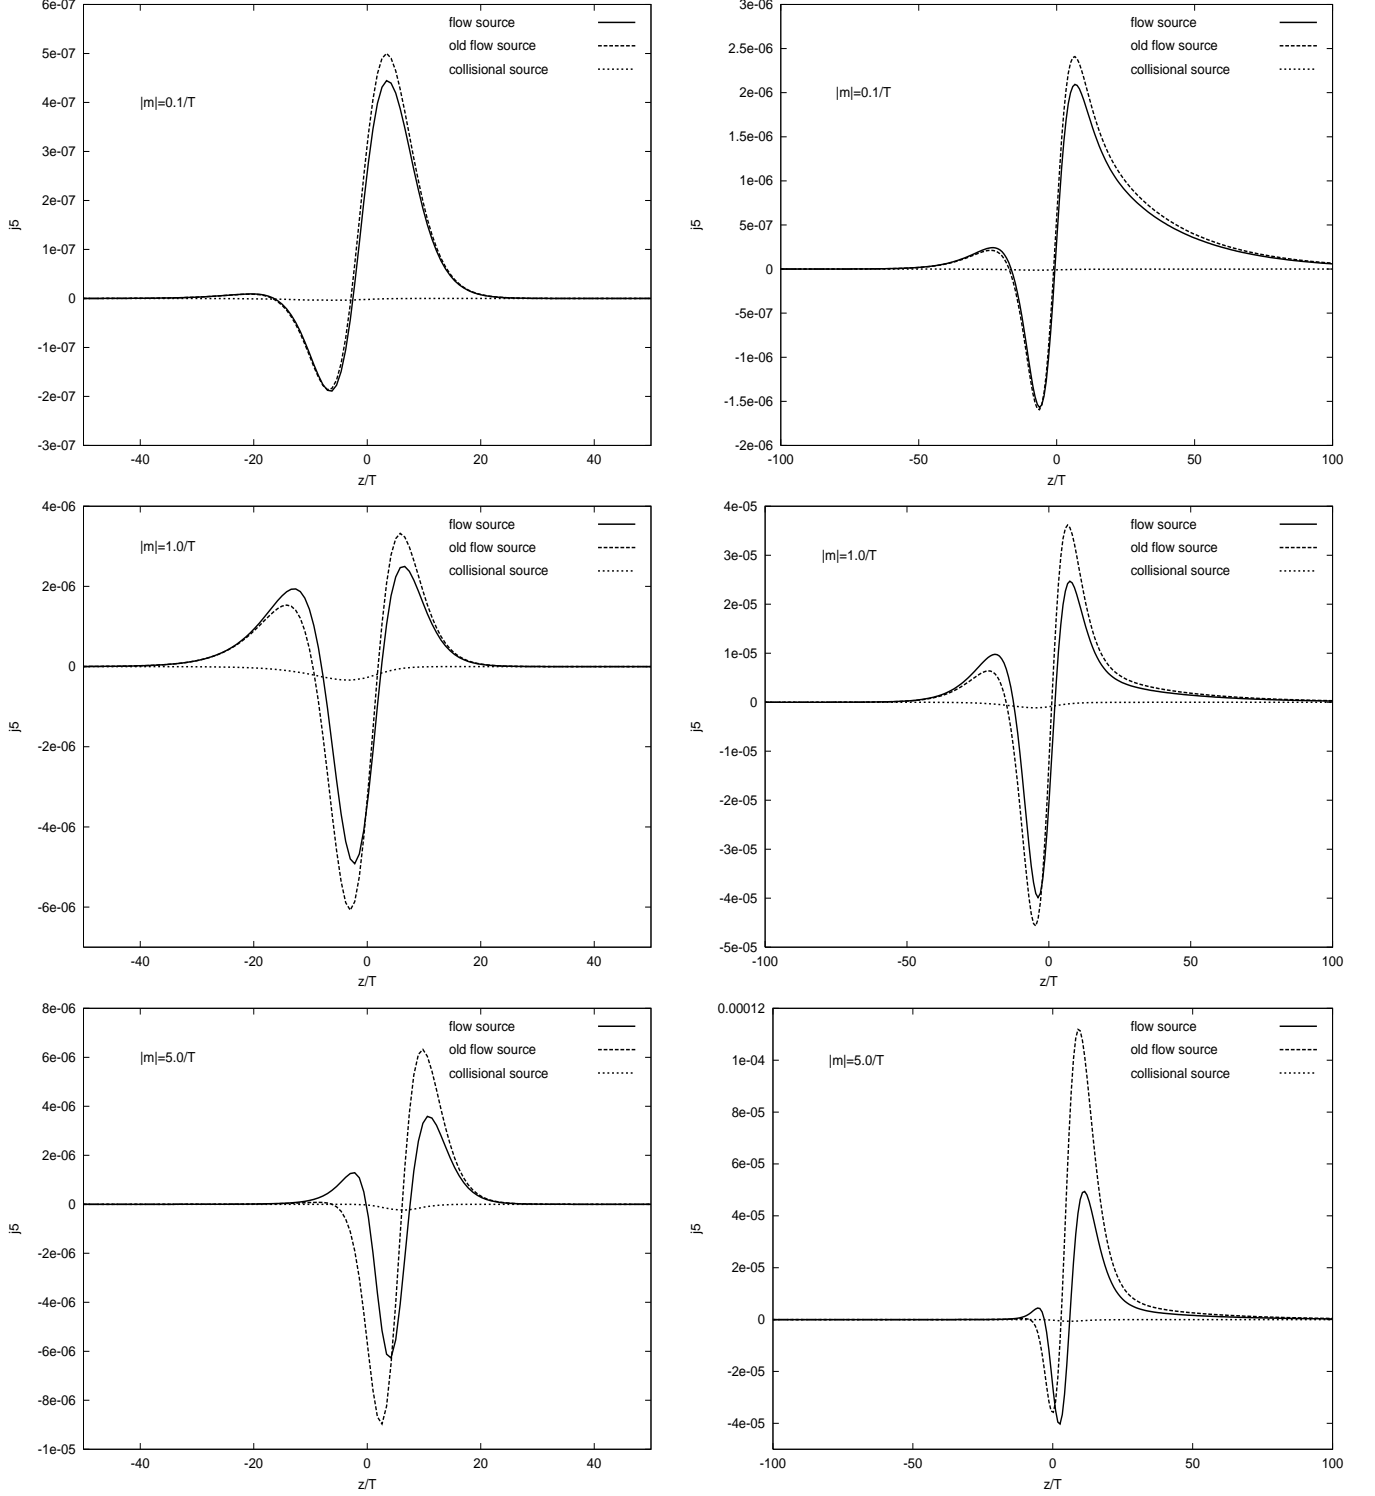 6e-07
5e-07
4e-07
3e-07
2e-07
1e-07
0
-1e-07
-2e-07
-3e-07
-40 -20 0 20 40
z/T
j5
|m|=0.1/T
flow source
old flow source
collisional source
3e-06
2.5e-06
2e-06
1.5e-06
1e-06
5e-07
0
-5e-07
-1e-06
-1.5e-06
-2e-06
-100 -50 0 50 100
z/T
j5
|m|=0.1/T
flow source
old flow source
collisional source
4e-06
2e-06
0
-2e-06
-4e-06
-6e-06
-40 -20 0 20 40
z/T
j5
|m|=1.0/T
flow source
old flow source
collisional source
4e-05
3e-05
2e-05
1e-05
0
-1e-05
-2e-05
-3e-05
-4e-05
-5e-05
-100 -50 0 50 100
z/T
j5
|m|=1.0/T
flow source
old flow source
collisional source
8e-06
6e-06
4e-06
2e-06
0
-2e-06
-4e-06
-6e-06
-8e-06
-1e-05
-40 -20 0 20 40
z/T
j5
|m|=5.0/T
flow source
old flow source
collisional source
0.00012
1e-04
8e-05
6e-05
4e-05
2e-05
0
-2e-05
-4e-05
-100 -50 0 50 100
z/T
j5
|m|=5.0/T
flow source
old flow source
collisional source